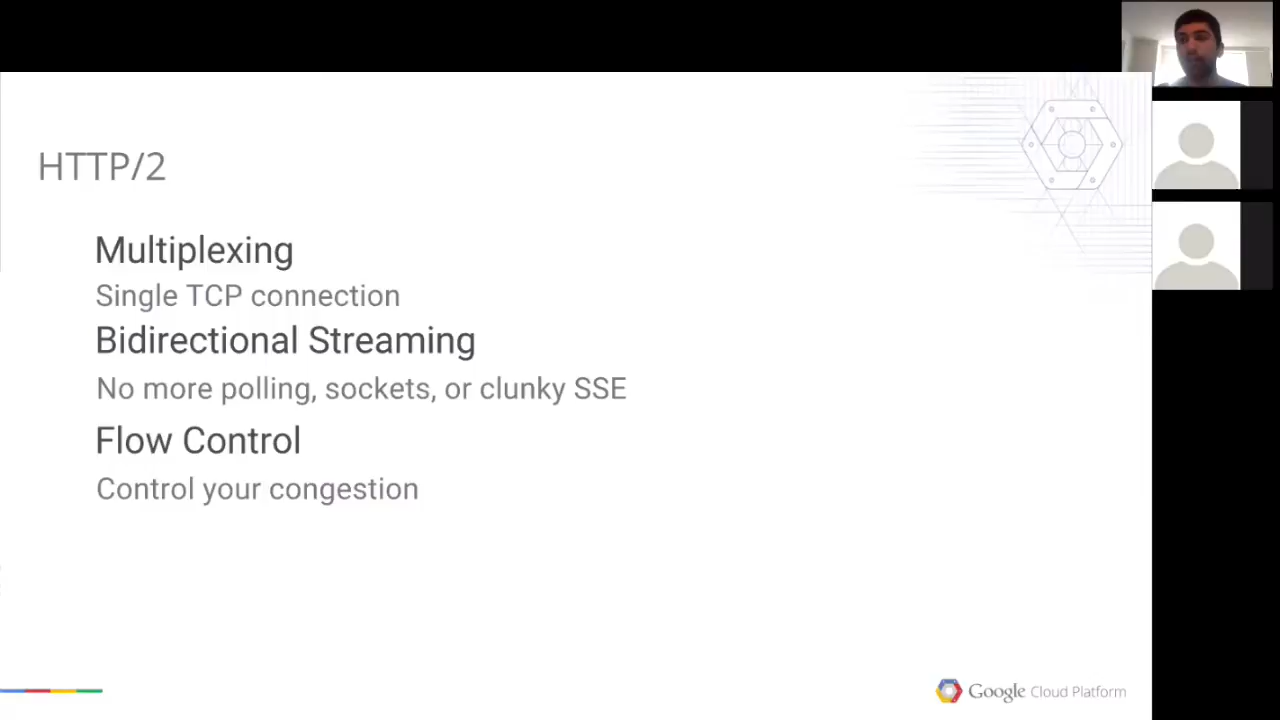 HTTP/2
Multiplexing
Single TCP connection
Bidirectional Streaming
No more polling, sockets, or clunky SSE
Flow Control
Control your congestion
Google Cloud Platform